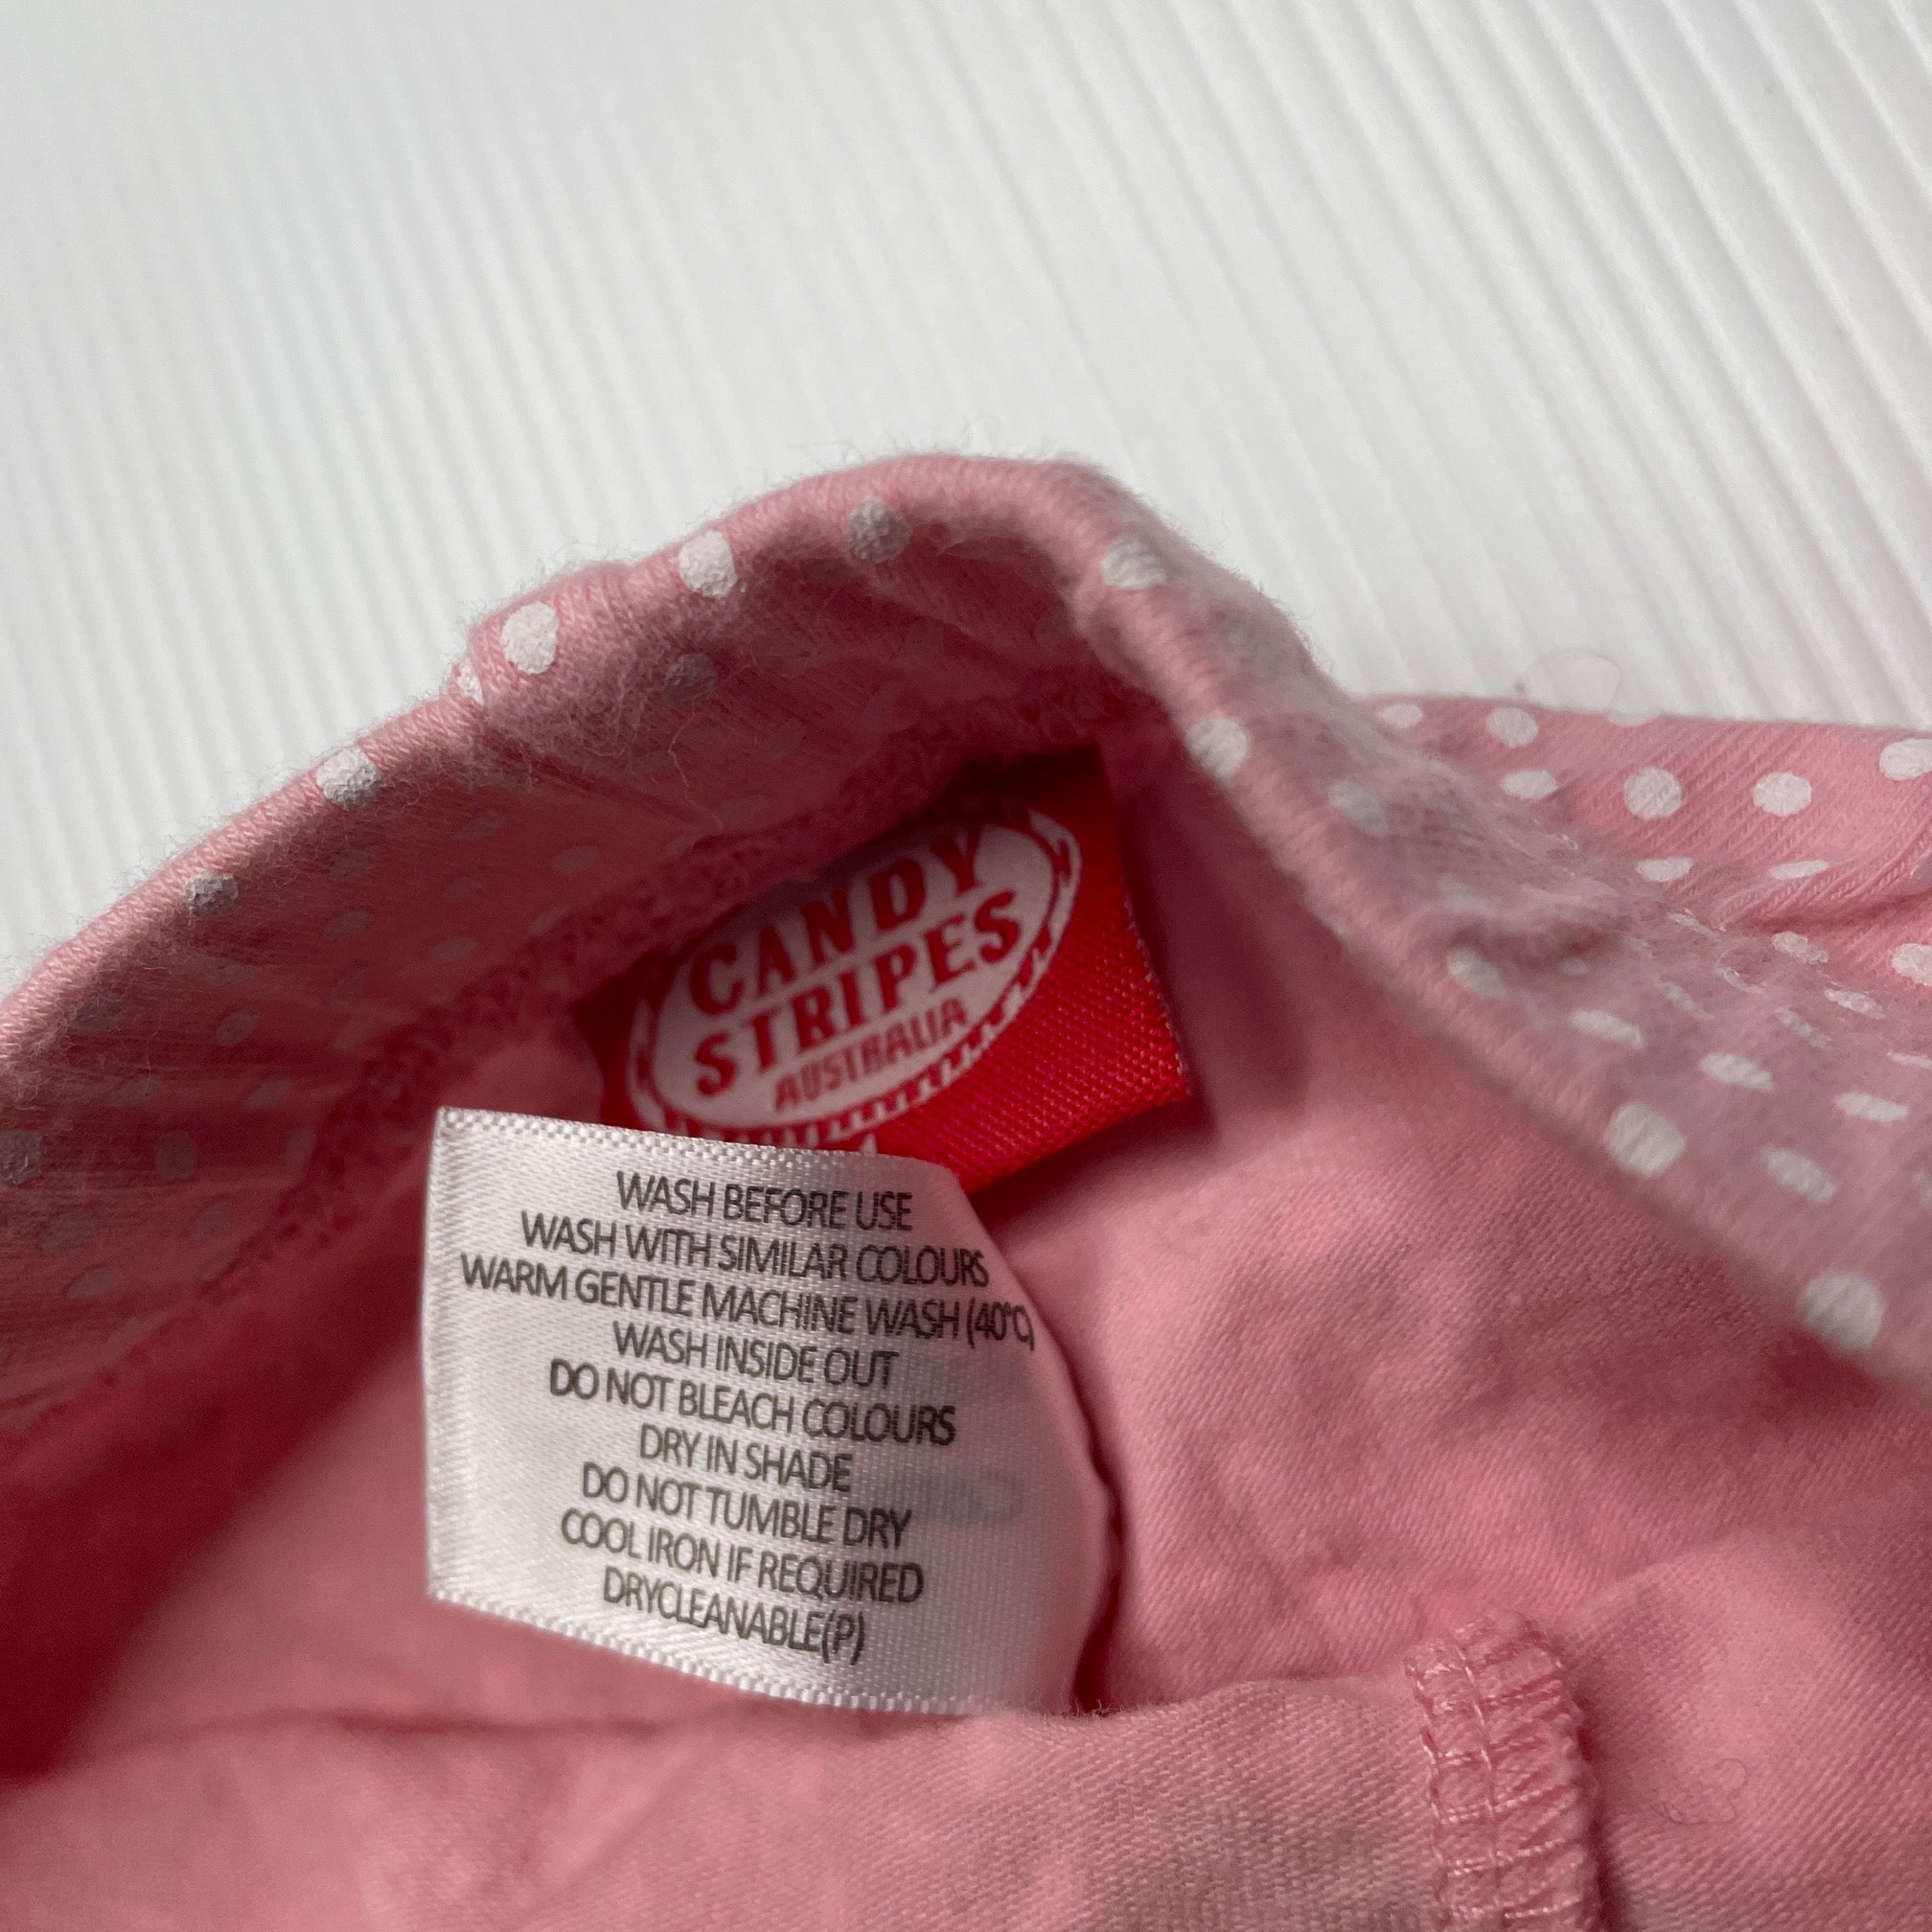 CANDY
STRIPES
AUSTRALIA
WASH BEFORE USE
WASH WITH SIMILAR COLOURS
WARM GENTLE MACHINE WASH (40°C)
WASH INSIDE OUT
DO NOT BLEACH COLOURS
DRY IN SHADE
DO NOT TUMBLE DRY
COOL IRON IF REQUIRED
DRYCLEANABLE(P)